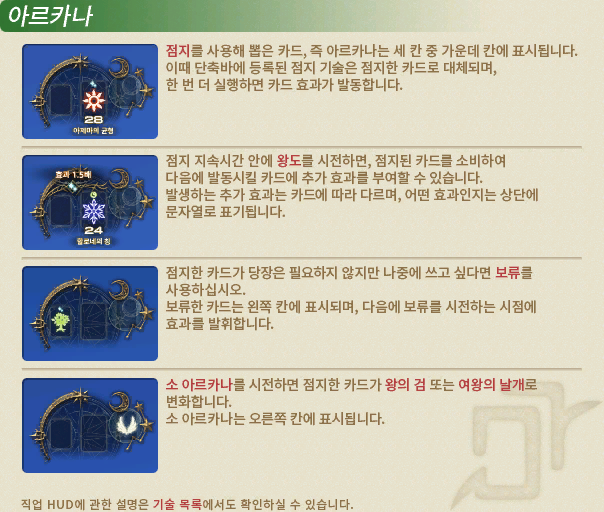 아르카나
점지를 사용해 뽑은 카드, 즉 아르카나는 세 칸 중 가운데 칸에 표시됩니다.
이때 단축바에 등록된 점지 기술은 점지한 카드로 대체되며,
한 번 더 실행하면 카드 효과가 발동합니다.
28
아제마의 균형
점지 지속시간 안에 왕도를 시전하면, 점지된 카드를 소비하여
다음에 발동시킬 카드에 추가 효과를 부여할 수 있습니다.
발생하는 추가 효과는 카드에 따라 다르며, 어떤 효과인지는 상단에
문자열로 표기됩니다.
효과 1.5배
24
할로네의 창
점지한 카드가 당장은 필요하지 않지만 나중에 쓰고 싶다면 보류를
사용하십시오.
보류한 카드는 왼쪽 칸에 표시되며, 다음에 보류를 시전하는 시점에
효과를 발휘합니다.
소 아르카나를 시전하면 점지한 카드가 왕의 검 또는 여왕의 날개로
변화합니다.
소 아르카나는 오른쪽 칸에 표시됩니다.
직업 HUD에 관한 설명은 기술 목록에서도 확인하실 수 있습니다.